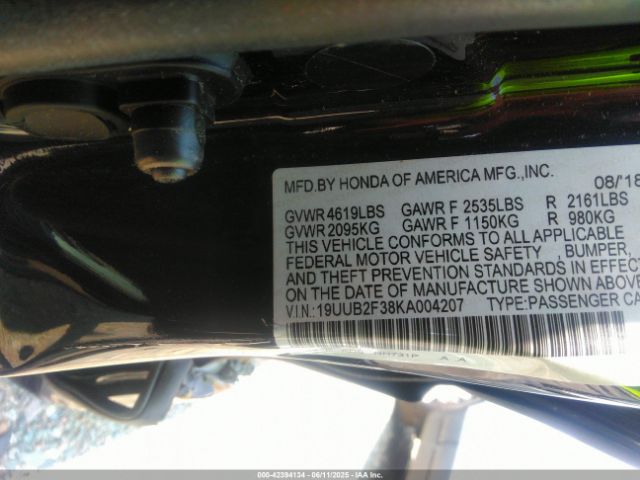 MFD.BY HONDA OF AMERICA MFG.,INC. 08/'18
GVWR 4619LBS GAWR F 2535LBS R 2161LBS
GVWR 2095KG GAWR F 1150KG R 980KG
THIS VEHICLE CONFORMS TO ALL APPLICABLE
FEDERAL MOTOR VEHICLE SAFETY , BUMPER,
AND THEFT PREVENTION STANDARDS IN EFFECT
ON THE DATE OF MANUFACTURE SHOWN ABOVE
V.I.N.:19UUB2F38KA004207 TYPE:PASSENGER CA
000-42394134 - 06/11/2025 - IAA Inc.